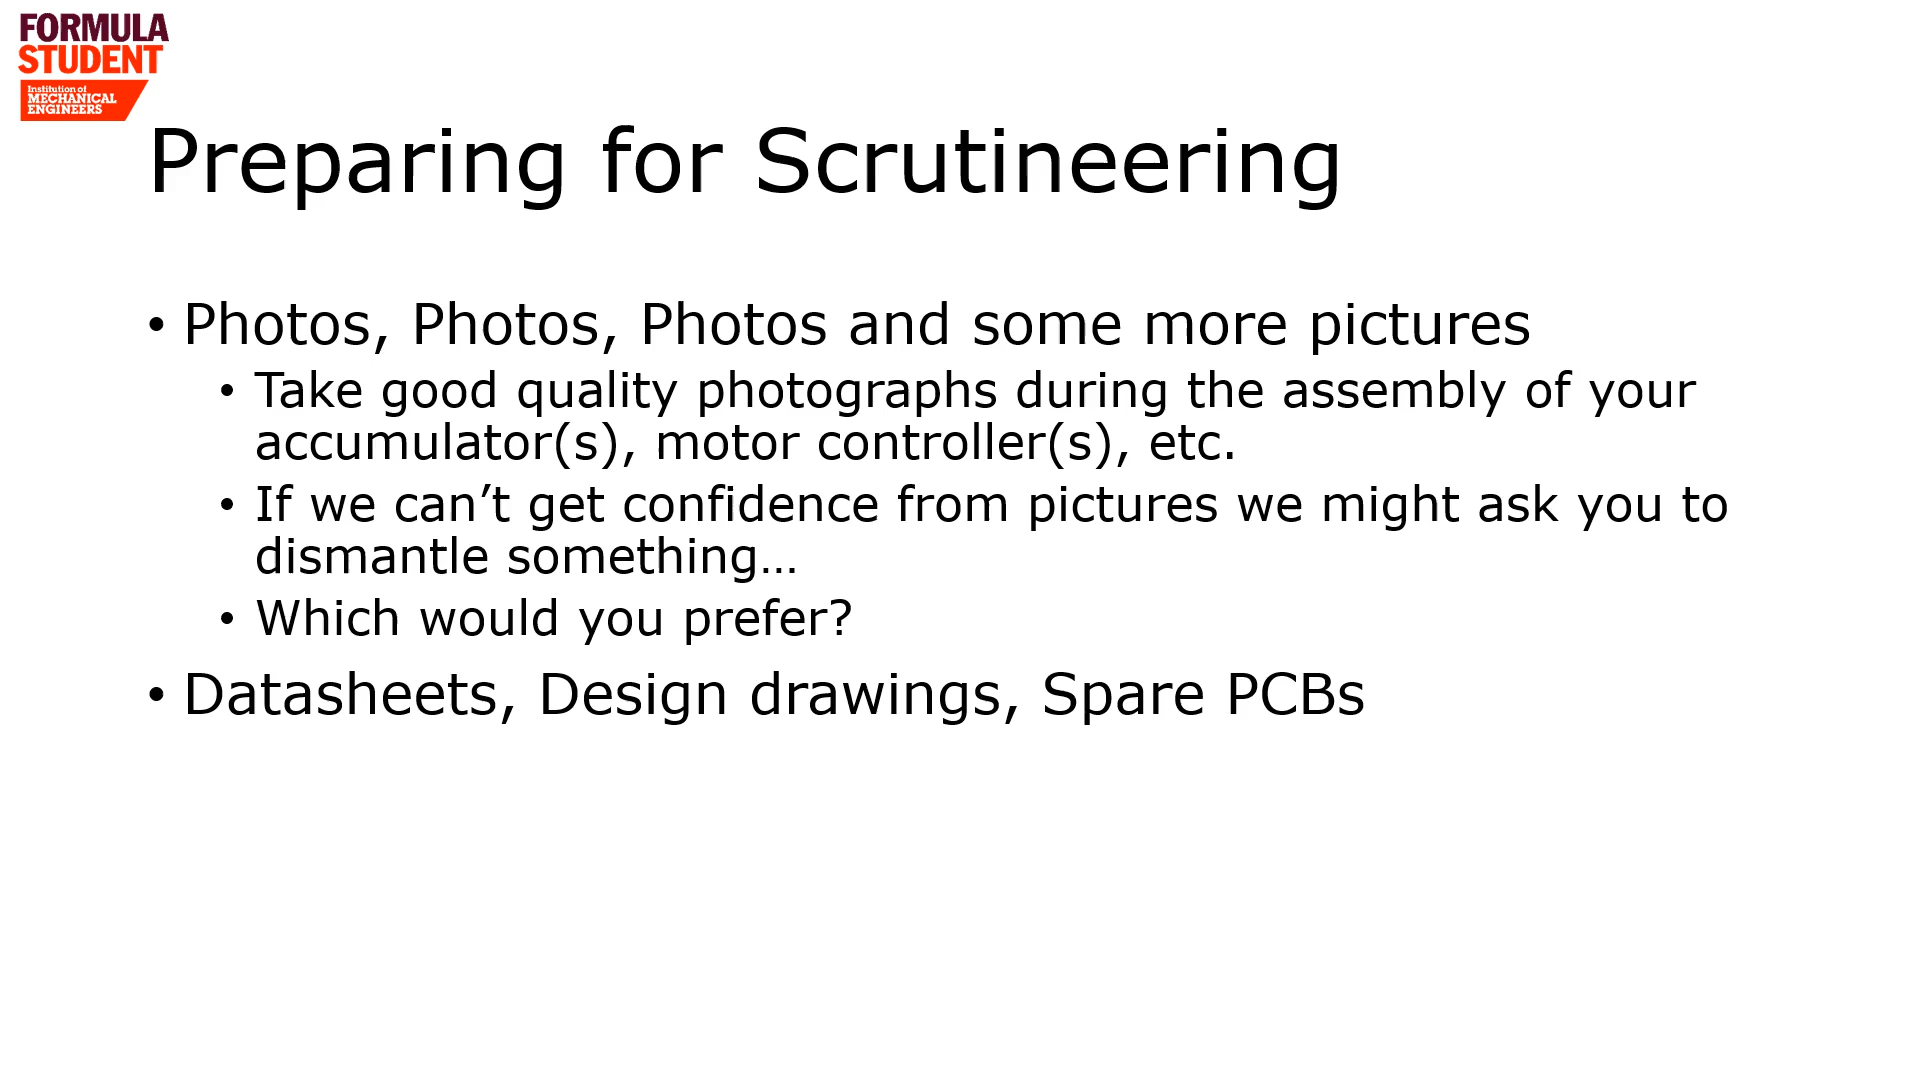 FORMULA
STUDENT
Institution of
MECHANICAL
ENGINEERS
Preparing for Scrutineering
• Photos, Photos, Photos and some more pictures
• Take good quality photographs during the assembly of your
accumulator(s), motor controller(s), etc.
• If we can’t get confidence from pictures we might ask you to
dismantle something…
• Which would you prefer?
• Datasheets, Design drawings, Spare PCBs